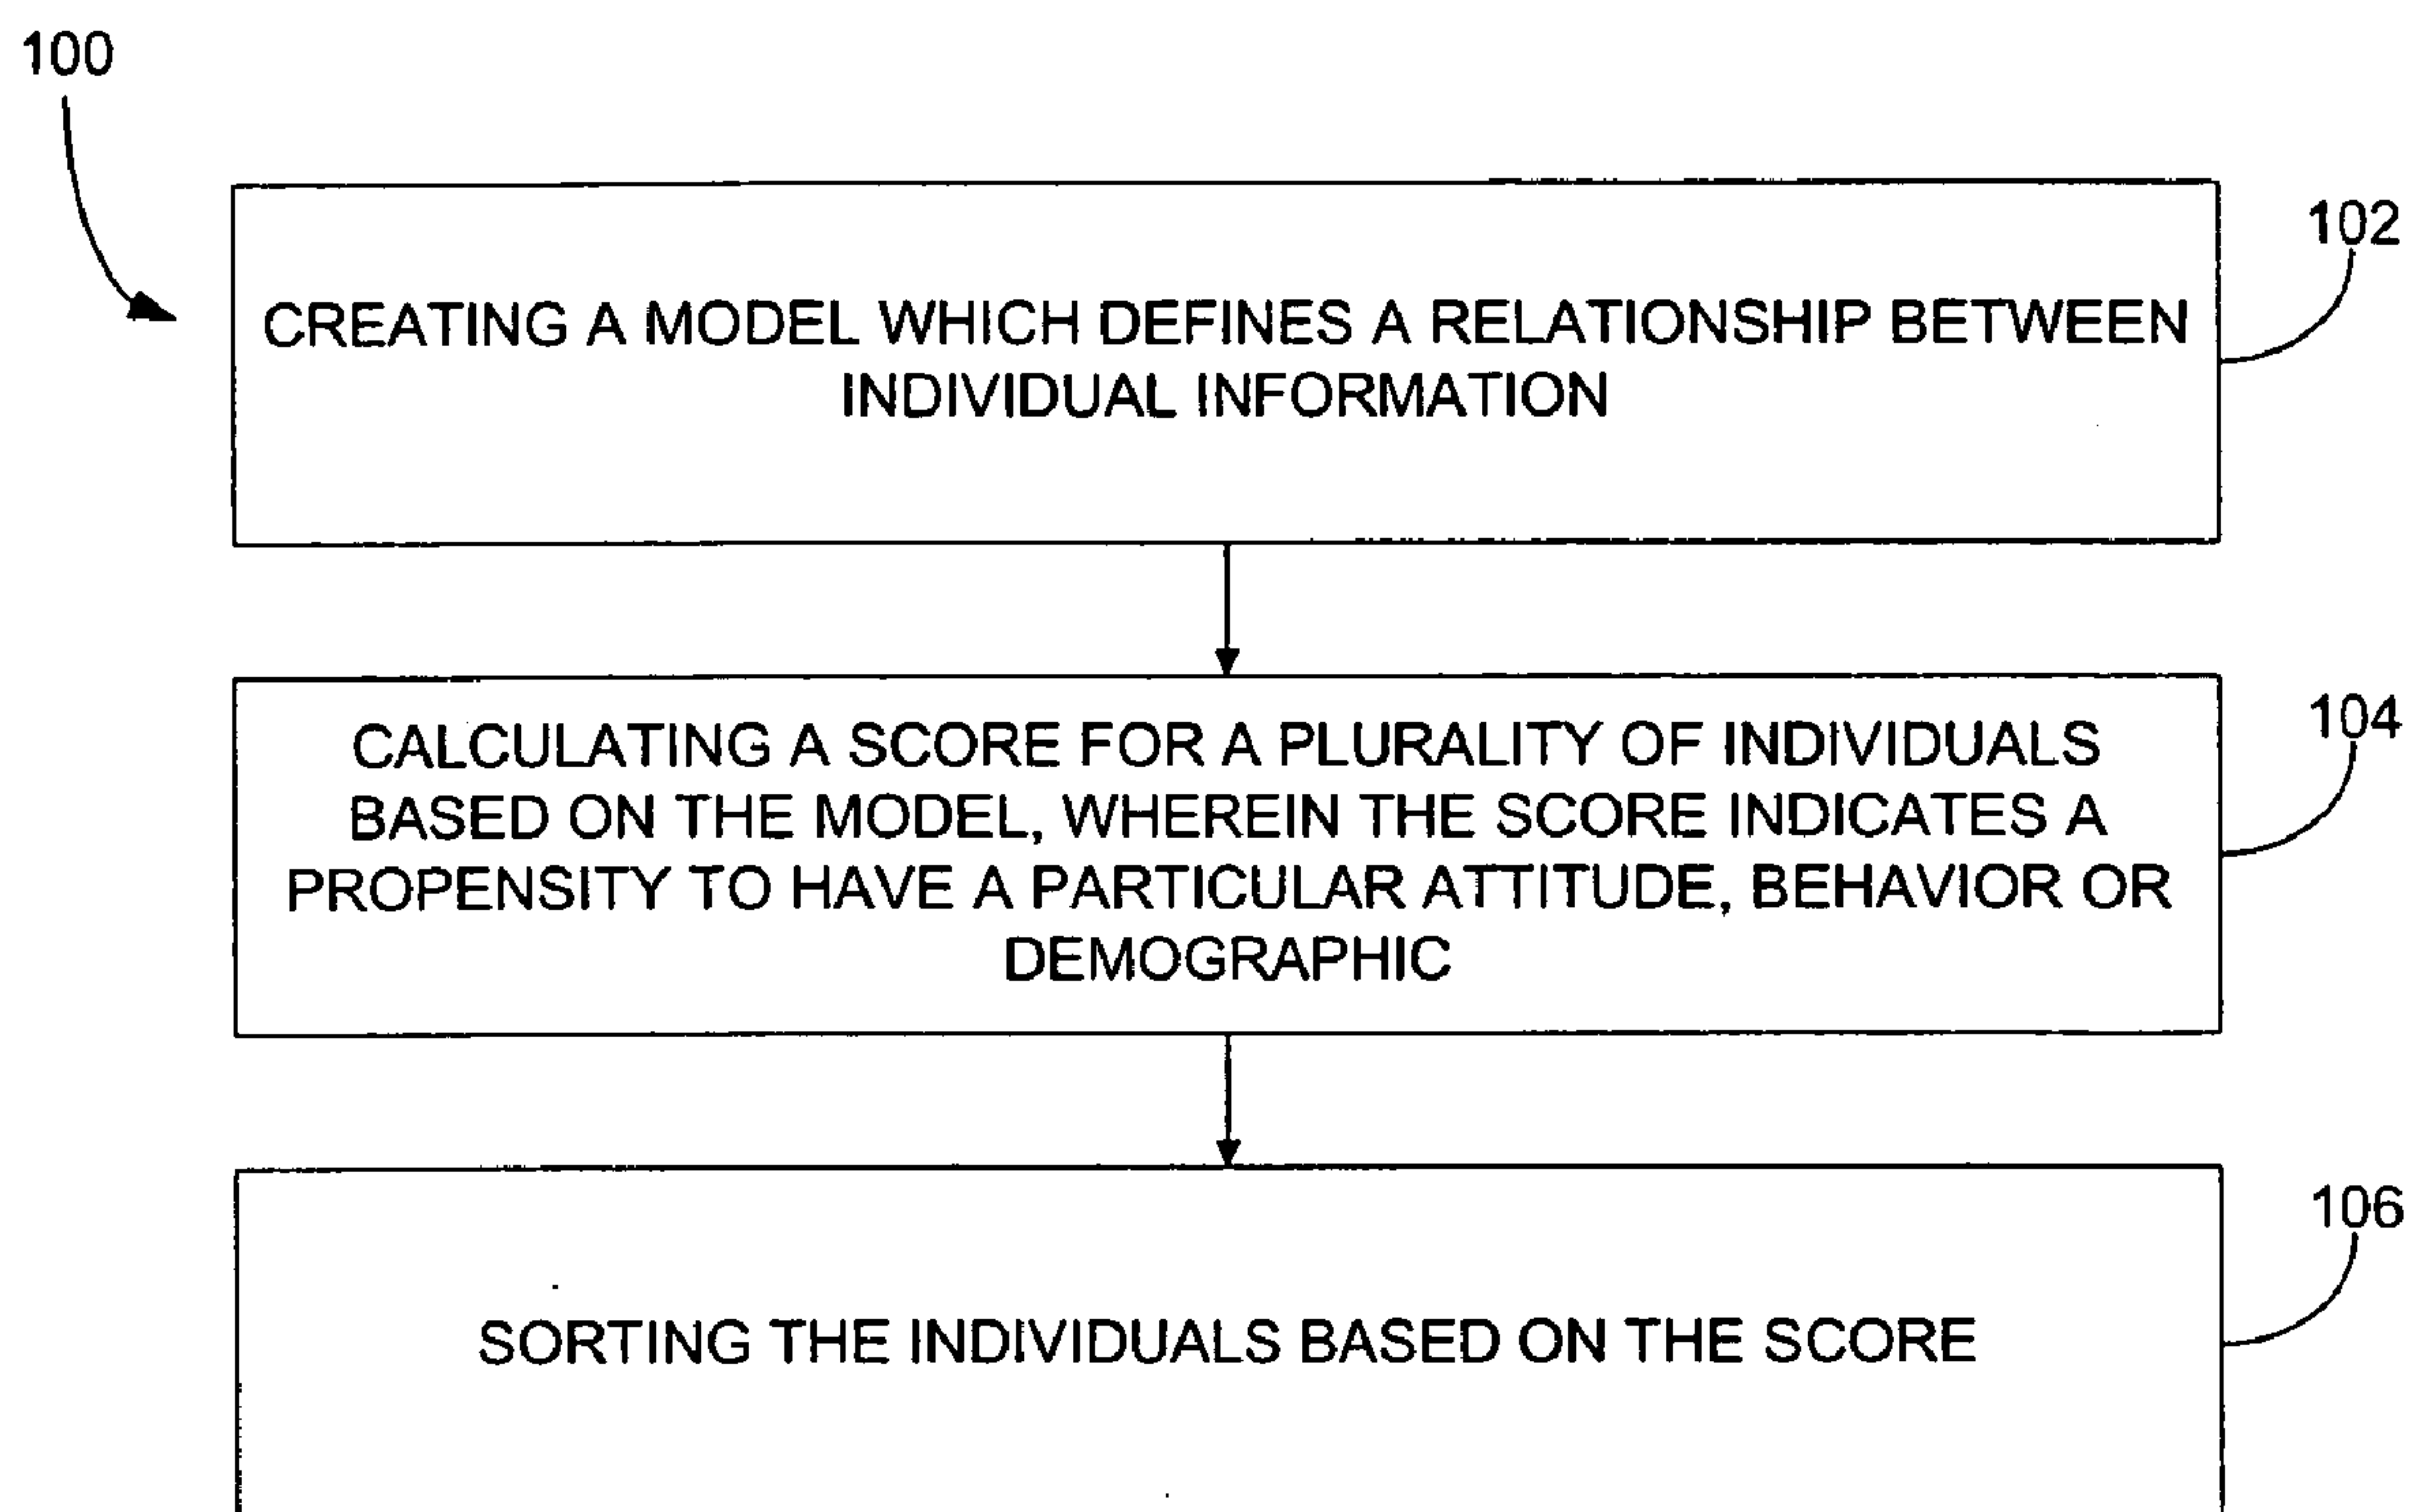 100
102
CREATING A MODEL WHICH DEFINES A RELATIONSHIP BETWEEN
INDIVIDUAL INFORMATION
104
CALCULATING A SCORE FOR A PLURALITY OF INDIVIDUALS
BASED ON THE MODEL, WHEREIN THE SCORE INDICATES A
PROPENSITY TO HAVE A PARTICULAR ATTITUDE, BEHAVIOR OR
DEMOGRAPHIC
106
SORTING THE INDIVIDUALS BASED ON THE SCORE